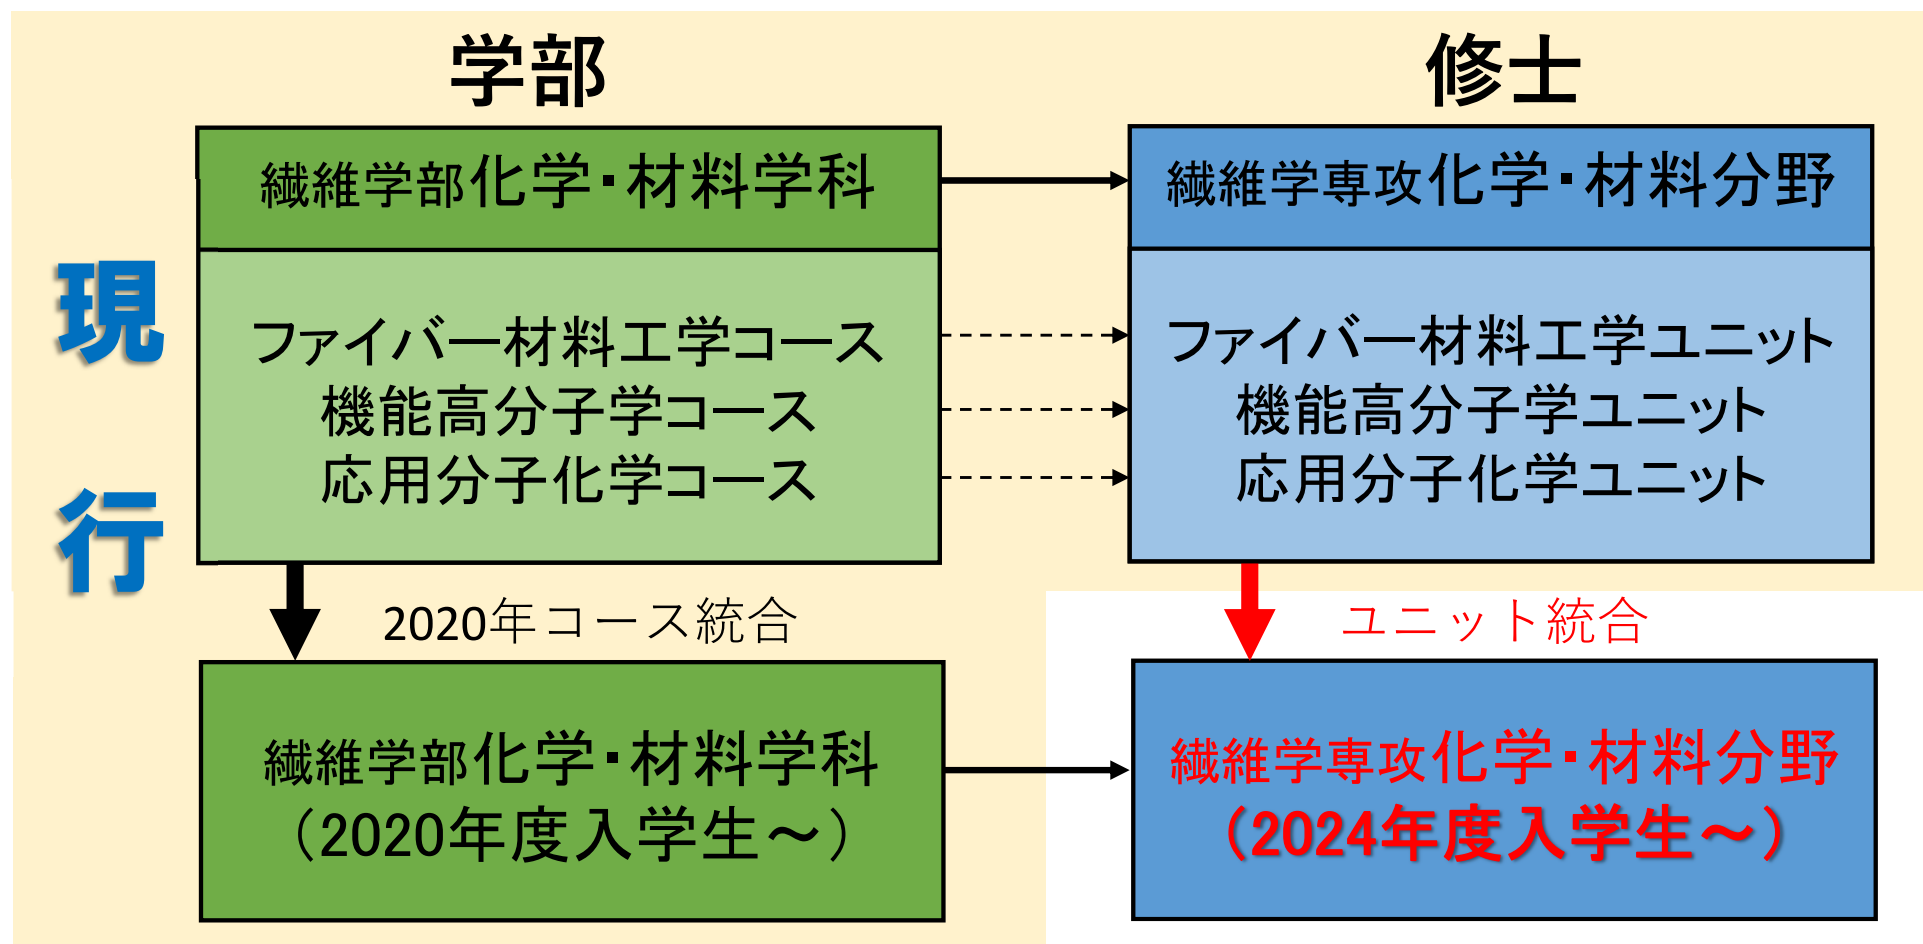 学部
修士
現行
繊維学部化学・材料学科
繊維学専攻化学・材料分野
ファイバー材料工学コース
機能高分子学コース
応用分子化学コース
ファイバー材料工学ユニット
機能高分子学ユニット
応用分子化学ユニット
2020年コース統合
ユニット統合
繊維学部化学・材料学科
（2020年度入学生～）
繊維学専攻化学・材料分野
（2024年度入学生～）